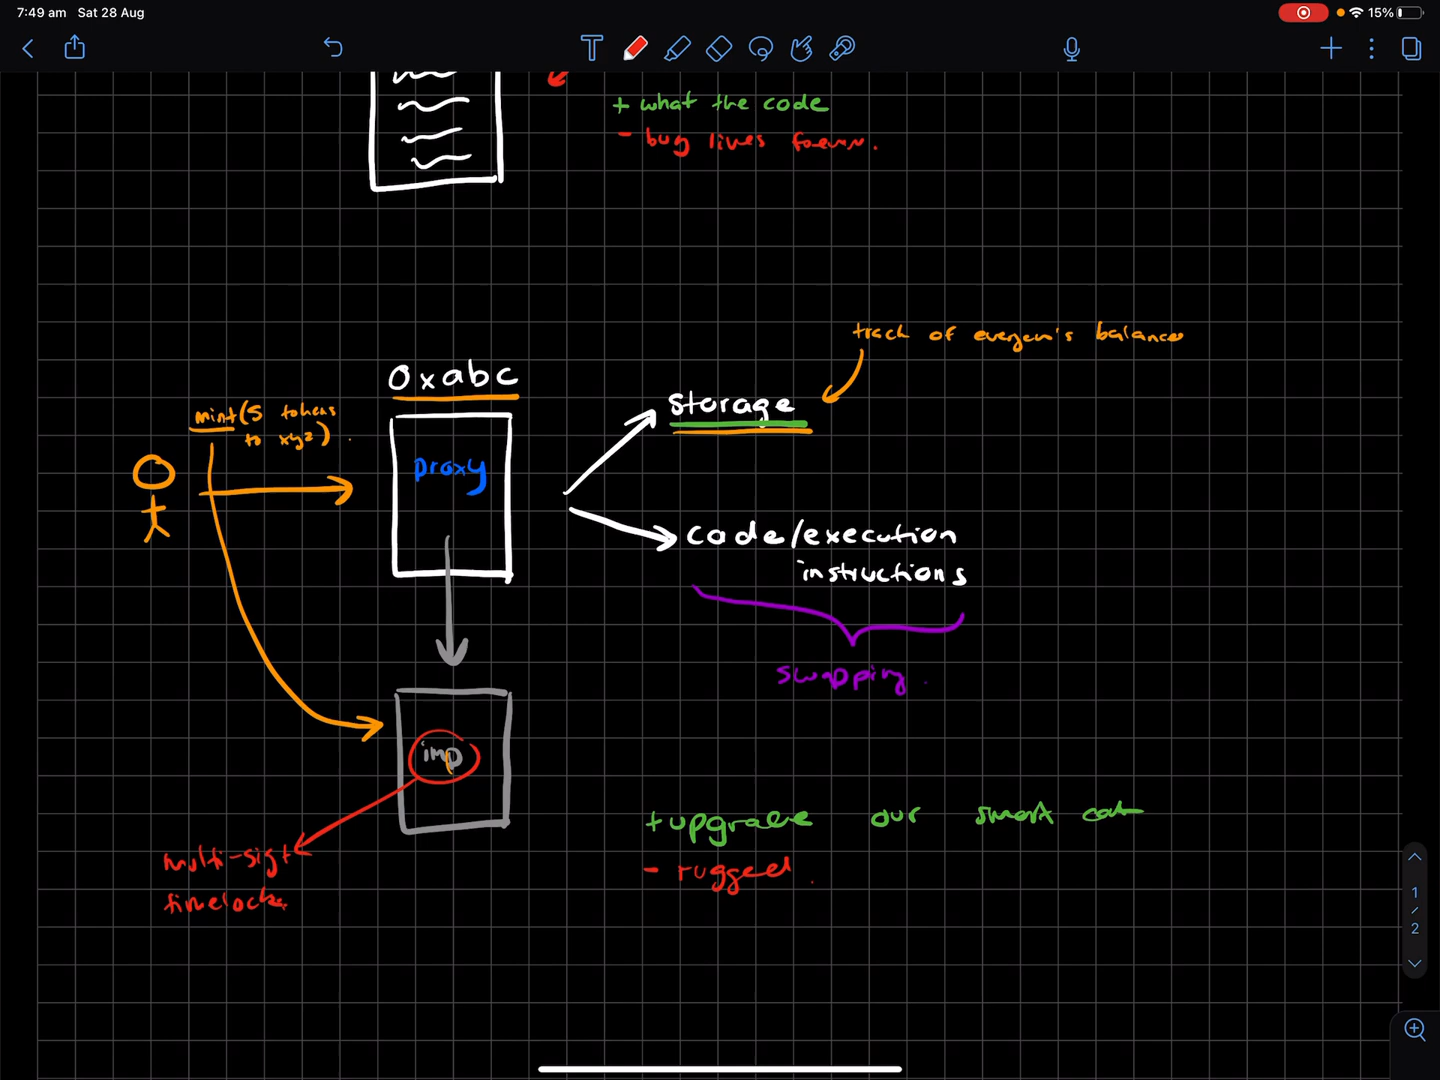 7:49 am Sat 28 Aug
15%
+ what the code
- bug lives forever.
track of everyone's balances
0xabc
storage
mint(5 tokens
to xyz).
proxy
code/execution
instructions
swapping.
imp
+ upgrade our smart
- rugged.
multi-sig +
timelocks.
1
/
2